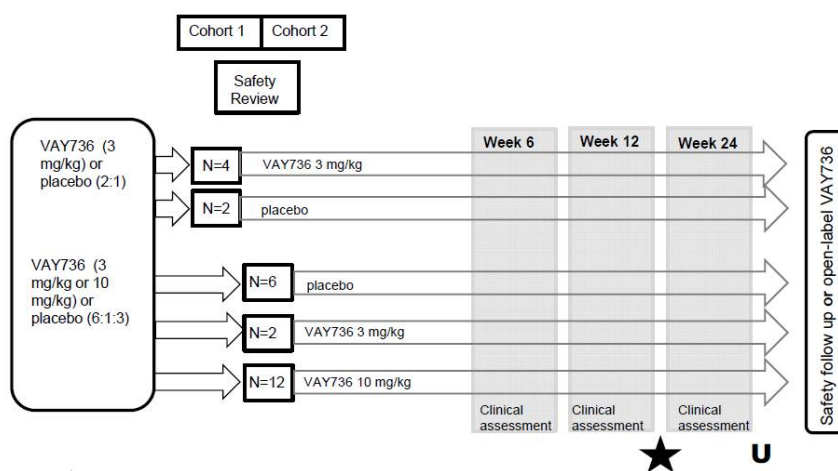 Cohort 1
Cohort 2
Safety
Review
VAY736 (3
mg/kg) or
placebo (2:1)
VAY736 (3
mg/kg or 10
mg/kg) or
placebo (6:1:3)
N=4
VAY736 3 mg/kg
N=2
placebo
N=6
placebo
N=2
VAY736 3 mg/kg
N=12
VAY736 10 mg/kg
Week 6
Week 12
Week 24
Clinical
assessment
Clinical
assessment
Clinical
assessment
U
Safety follow up or open-label VAY736